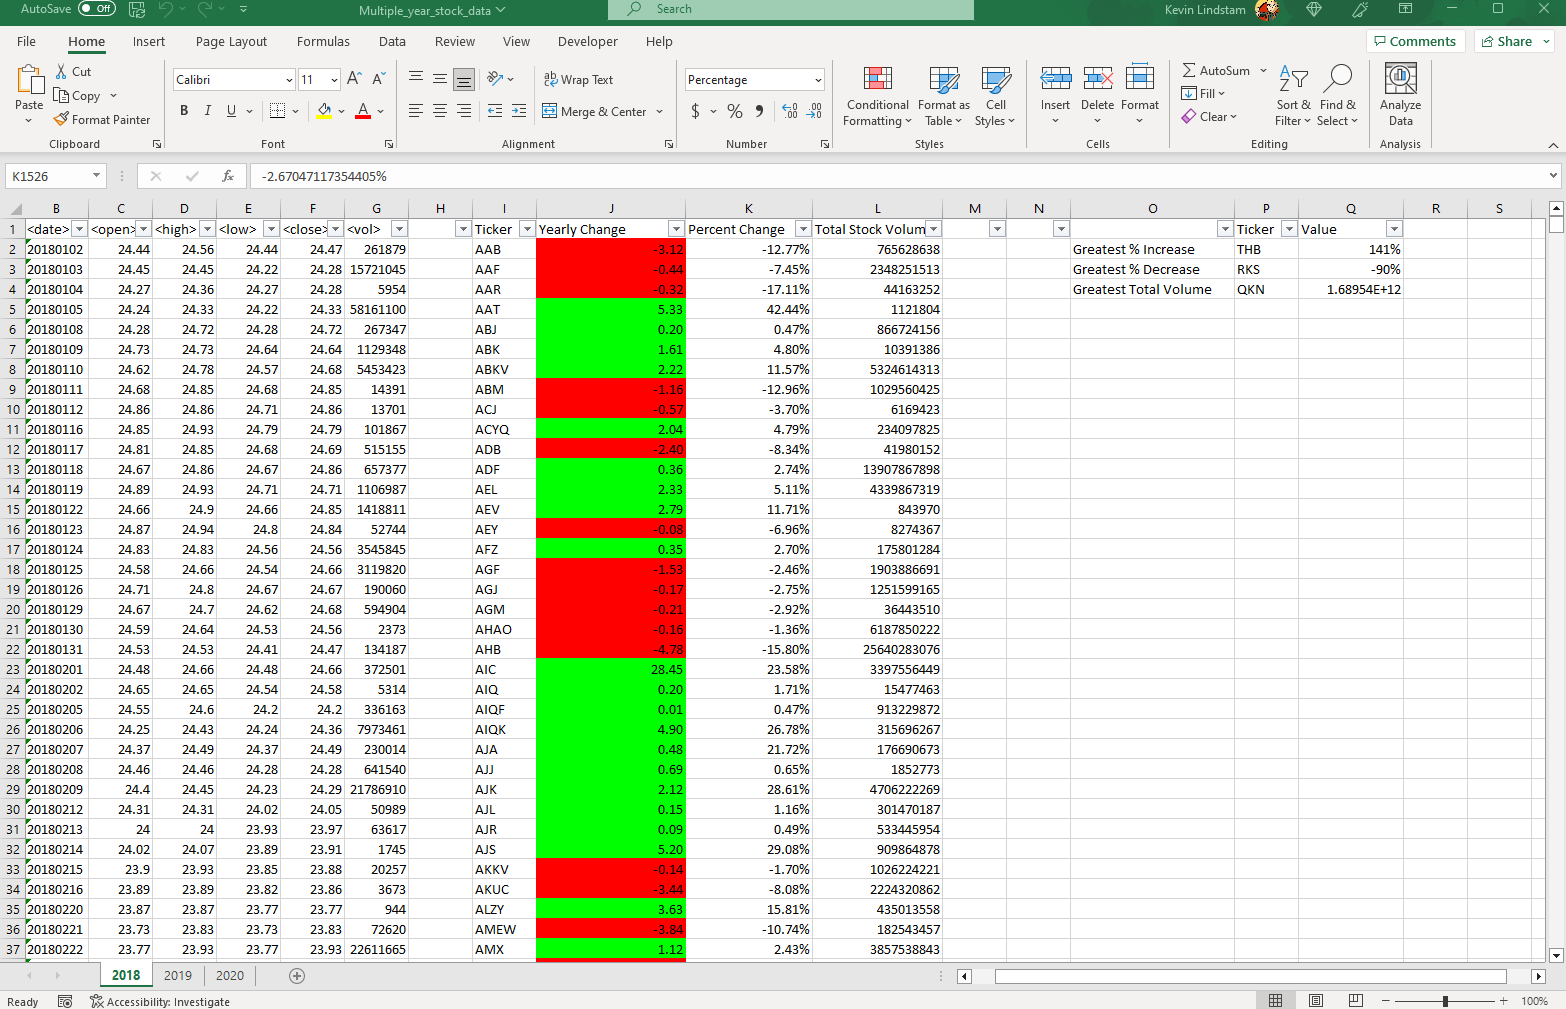 AutoSave Off Multiple_year_stock_data Search Kevin Lindstam
File Home Insert Page Layout Formulas Data Review View Developer Help Comments Share
Paste Cut Copy Format Painter Clipboard
Calibri 11 B I U Font
Wrap Text Merge & Center Alignment
Percentage $ % Number
Conditional Formatting Format as Table Cell Styles Styles
Insert Delete Format Cells
AutoSum Fill Clear Sort & Filter Find & Select Editing
Analyze Data Analysis
K1526 fx -2.67047117354405%
B C D E F G H I J K L M N O P Q R S
1 <date> <open> <high> <low> <close> <vol> Ticker Yearly Change Percent Change Total Stock Volum Ticker Value
2 20180102 24.44 24.56 24.44 24.47 261879 AAB -3.12 -12.77% 765628638 Greatest % Increase THB 141%
3 20180103 24.45 24.45 24.22 24.28 15721045 AAF -0.44 -7.45% 2348251513 Greatest % Decrease RKS -90%
4 20180104 24.27 24.36 24.27 24.28 5954 AAR -0.32 -17.11% 44163252 Greatest Total Volume QKN 1.68954E+12
5 20180105 24.24 24.33 24.22 24.33 58161100 AAT 5.33 42.44% 1121804
6 20180108 24.28 24.72 24.28 24.72 267347 ABJ 0.20 0.47% 866724156
7 20180109 24.73 24.73 24.64 24.64 1129348 ABK 1.61 4.80% 10391386
8 20180110 24.62 24.78 24.57 24.68 5453423 ABKV 2.22 11.57% 5324614313
9 20180111 24.68 24.85 24.68 24.85 14391 ABM -1.16 -12.96% 1029560425
10 20180112 24.86 24.86 24.71 24.86 13701 ACJ -0.57 -3.70% 6169423
11 20180116 24.85 24.93 24.79 24.79 101867 ACYQ 2.04 4.79% 234097825
12 20180117 24.81 24.85 24.68 24.69 515155 ADB -2.40 -8.34% 41980152
13 20180118 24.67 24.86 24.67 24.86 657377 ADF 0.36 2.74% 13907867898
14 20180119 24.89 24.93 24.71 24.71 1106987 AEL 2.33 5.11% 4339867319
15 20180122 24.66 24.9 24.66 24.85 1418811 AEV 2.79 11.71% 843970
16 20180123 24.87 24.94 24.8 24.84 52744 AEY -0.08 -6.96% 8274367
17 20180124 24.83 24.83 24.56 24.56 3545845 AFZ 0.35 2.70% 175801284
18 20180125 24.58 24.66 24.54 24.66 3119820 AGF -1.53 -2.46% 1903886691
19 20180126 24.71 24.8 24.67 24.67 190060 AGJ -0.17 -2.75% 1251599165
20 20180129 24.67 24.7 24.62 24.68 594904 AGM -0.21 -2.92% 36443510
21 20180130 24.59 24.64 24.53 24.56 2373 AHAO -0.16 -1.36% 6187850222
22 20180131 24.53 24.53 24.41 24.47 134187 AHB -4.78 -15.80% 25640283076
23 20180201 24.48 24.66 24.48 24.66 372501 AIC 28.45 23.58% 3397556449
24 20180202 24.65 24.65 24.54 24.58 5314 AIQ 0.20 1.71% 15477463
25 20180205 24.55 24.6 24.2 24.2 336163 AIQF 0.01 0.47% 913229872
26 20180206 24.25 24.43 24.24 24.36 7973461 AIQK 4.90 26.78% 315696267
27 20180207 24.37 24.49 24.37 24.49 230014 AJA 0.48 21.72% 176690673
28 20180208 24.46 24.46 24.28 24.28 641540 AJJ 0.69 0.65% 1852773
29 20180209 24.4 24.45 24.23 24.29 21786910 AJK 2.12 28.61% 4706222269
30 20180212 24.31 24.31 24.02 24.05 50989 AJL 0.15 1.16% 301470187
31 20180213 24 24 23.93 23.97 63617 AJR 0.09 0.49% 533445954
32 20180214 24.02 24.07 23.89 23.91 1745 AJS 5.20 29.08% 909864878
33 20180215 23.9 23.93 23.85 23.88 20257 AKKV -0.14 -1.70% 1026224221
34 20180216 23.89 23.89 23.82 23.86 3673 AKUC -3.44 -8.08% 2224320862
35 20180220 23.87 23.87 23.77 23.77 944 ALZY 3.63 15.81% 435013558
36 20180221 23.73 23.83 23.73 23.83 72620 AMEW -3.84 -10.74% 182543457
37 20180222 23.77 23.93 23.77 23.93 22611665 AMX 1.12 2.43% 3857538843
2018 2019 2020
Ready Accessibility: Investigate 100%